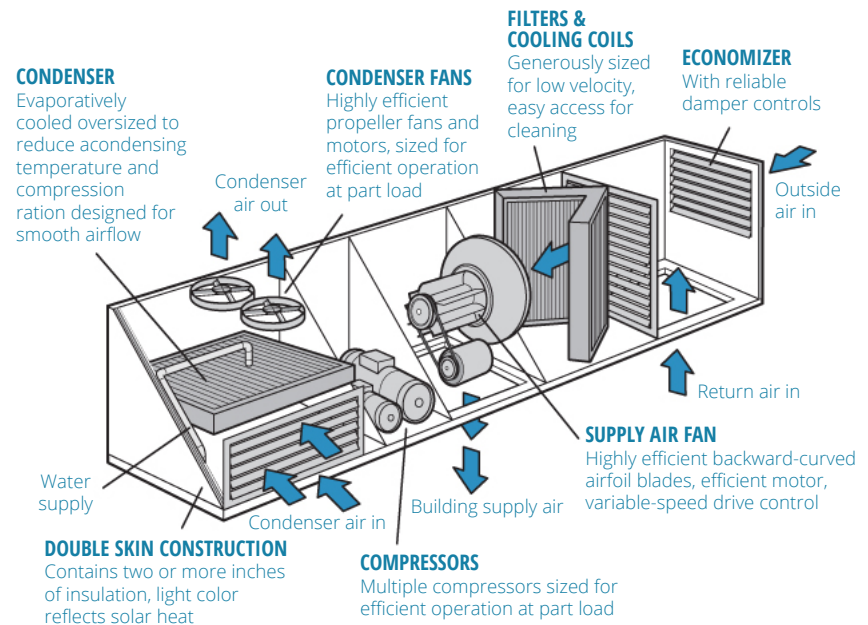 CONDENSER
Evaporatively
cooled oversized to
reduce acondensing
temperature and
compression
ration designed for
smooth airflow
Condenser
air out
CONDENSER FANS
Highly efficient
propeller fans and
motors, sized for
efficient operation
at part load
FILTERS &
COOLING COILS
Generously sized
for low velocity,
easy access for
cleaning
ECONOMIZER
With reliable
damper controls
Outside
air in
Return air in
SUPPLY AIR FAN
Highly efficient backward-curved
airfoil blades, efficient motor,
variable-speed drive control
Building supply air
COMPRESSORS
Multiple compressors sized for
efficient operation at part load
Condenser air in
Water
supply
DOUBLE SKIN CONSTRUCTION
Contains two or more inches
of insulation, light color
reflects solar heat